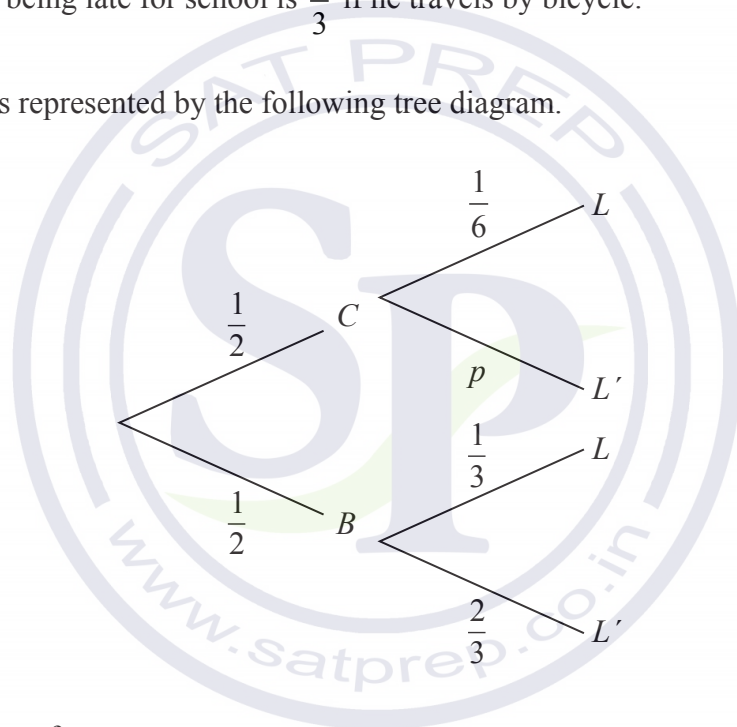 being late for school is 1/3 if he travels by bicycle.
s represented by the following tree diagram.
SAT PREP
1/6
L
1/2
C
p
L′
1/3
L
SP
1/2
B
2/3
L′
www.satprep.co.in